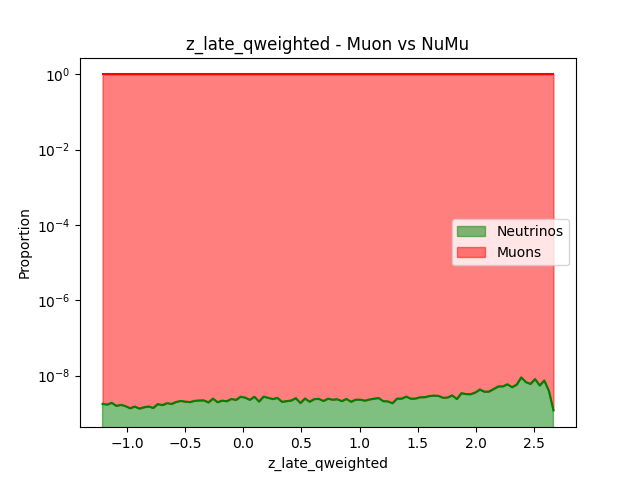 z_late_qweighted - Muon vs NuMu
Proportion
10^0
10^−2
10^−4
10^−6
10^−8
Neutrinos
Muons
−1.0 −0.5 0.0 0.5 1.0 1.5 2.0 2.5
z_late_qweighted